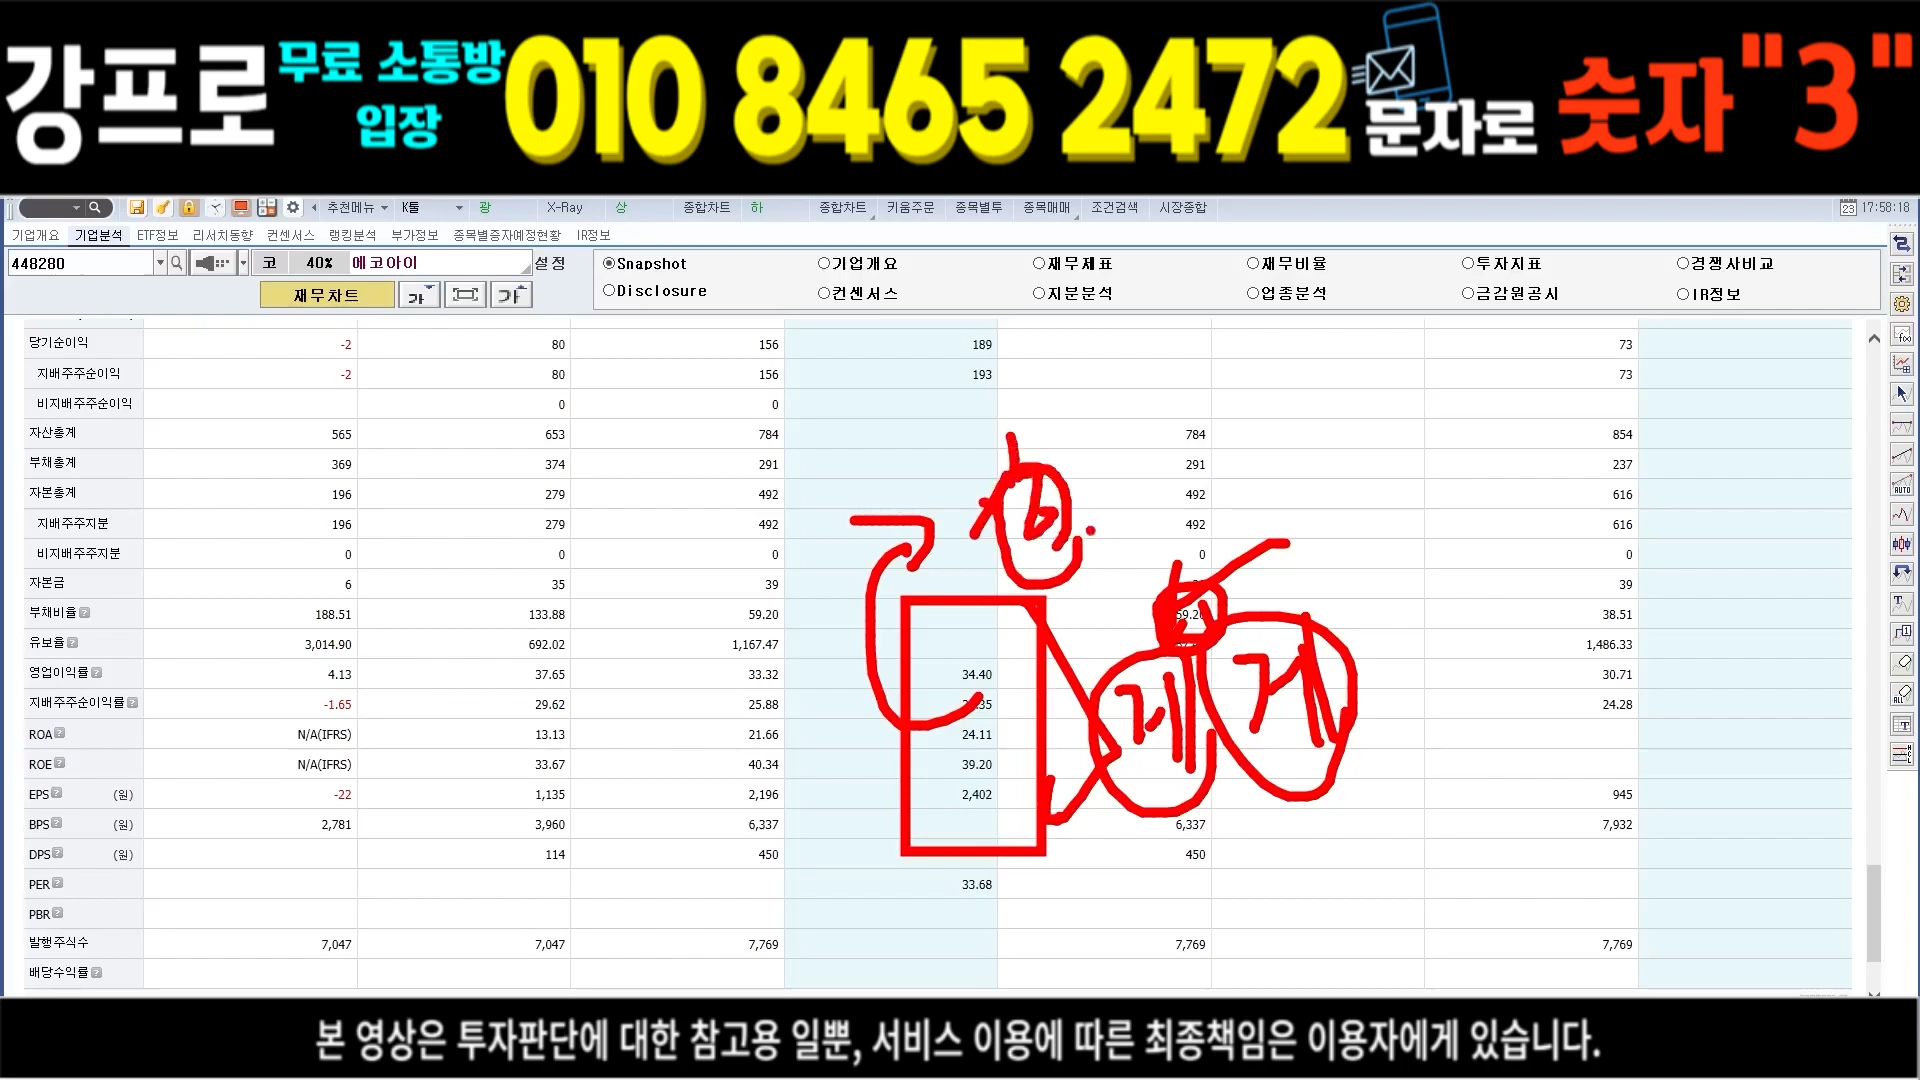 강프로 무료 소통방 입장 010 8465 2472 문자로 숫자"3"
추천메뉴 K톨 광 X-Ray 상 종합차트 하 종합차트 키움주문 종목별투 종목매매 조건검색 시장종합 23 17:58:18
기업개요 기업분석 ETF정보 리서치동향 컨센서스 랭킹분석 부가정보 종목별증자예정현황 IR정보
448280 코 40% 에코아이 설정 Snapshot 기업개요 재무제표 재무비율 투자지표 경쟁사비교
재무차트 가 가 Disclosure 컨센서스 지분분석 업종분석 금감원공시 IR정보
당기순이익 -2 80 156 189 73
지배주주순이익 -2 80 156 193 73
비지배주주순이익 0 0
자산총계 565 653 784 784 854
부채총계 369 374 291 291 237
자본총계 196 279 492 492 616
지배주주지분 196 279 492 492 616
비지배주주지분 0 0 0 0 0
자본금 6 35 39 39
부채비율 188.51 133.88 59.20 59.20 38.51
유보율 3,014.90 692.02 1,167.47 1,486.33
영업이익률 4.13 37.65 33.32 34.40 30.71
지배주주순이익률 -1.65 29.62 25.88 24.28
ROA N/A(IFRS) 13.13 21.66 24.11
ROE N/A(IFRS) 33.67 40.34 39.20
EPS (원) -22 1,135 2,196 2,402 945
BPS (원) 2,781 3,960 6,337 6,337 7,932
DPS (원) 114 450 450
PER 33.68
PBR
발행주식수 7,047 7,047 7,769 7,769 7,769
배당수익률
본 영상은 투자판단에 대한 참고용 일뿐, 서비스 이용에 따른 최종책임은 이용자에게 있습니다.